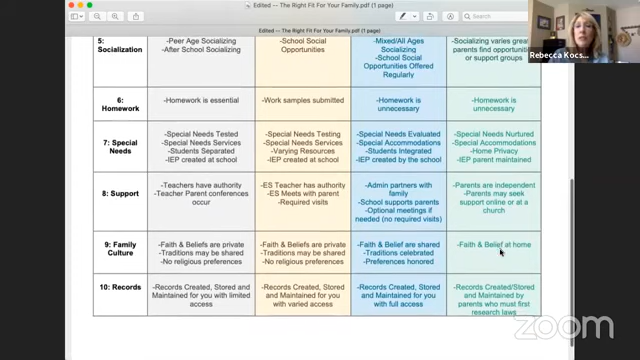 Edited -- The Right Fit For Your Family.pdf (1 page)
Search
Edited -- The Right Fit For Your Family.pdf (1 page)
Rebecca Kocs...
5:
Socialization
-Peer Age Socializing
-After School Socializing
-School Social
Opportunities
-Mixed/All Ages
Socializing
-School Social
Opportunities Offered
Regularly
-Socializing varies
parents find
or support groups
6:
Homework
-Homework is essential
-Work samples submitted
-Homework is
unnecessary
-Homework is
unnecessary
7: Special
Needs
-Special Needs Tested
-Special Needs Services
-Students Separated
-IEP created at school
-Special Needs Testing
-Special Needs Services
-Varying Resources
-IEP created at school
-Special Needs Evaluated
-Special Accommodations
-Students Integrated
-IEP created by the school
-Special Needs Nurtured
-Special Accommodations
-Home Privacy
-IEP parent maintained
8: Support
-Teachers have authority
-Teacher Parent conferences
occur
-ES Teacher has authority
-ES Meets with parent
-Required visits
-Admin partners with
family
-School supports parents
-Optional meetings if
needed (no required visits)
-Parents are independent
-Parents may seek
support online or at a
church
9: Family
Culture
-Faith & Beliefs are private
-Traditions may be shared
-No religious preferences
-Faith & Beliefs are private
-Traditions may be shared
-No religious preferences
-Faith & Belief are shared
-Traditions celebrated
-Preferences honored
-Faith & Belief at home
10: Records
-Records Created, Stored
and Maintained for you with
limited access
-Records Created, Stored
and Maintained for you
with varied access
-Records Created, Stored
and Maintained for you
with full access
-Records Created/Stored
and Maintained by
parents who must first
research laws
zoom